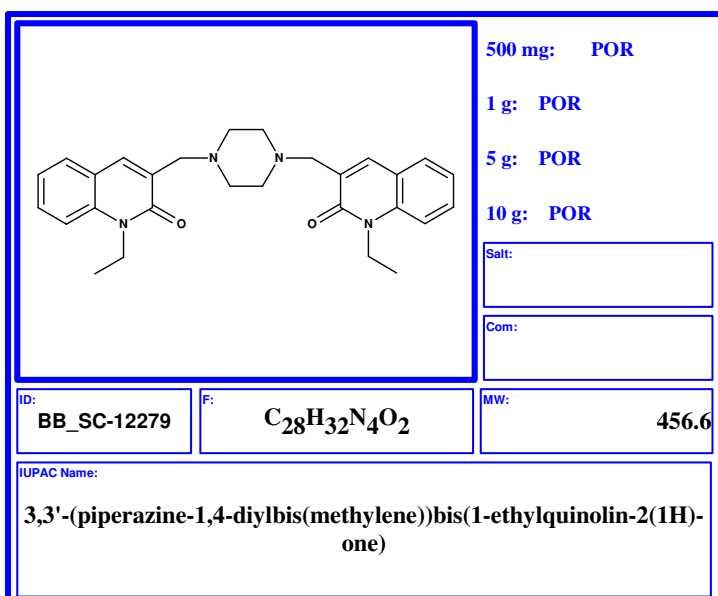 500 mg: POR
1 g: POR
5 g: POR
10 g: POR
N
N
N
O
O
N
Salt:
Com:
ID:
BB_SC-12279
F:
C28H32N4O2
MW:
456.6
IUPAC Name:
3,3'-(piperazine-1,4-diylbis(methylene))bis(1-ethylquinolin-2(1H)-
one)